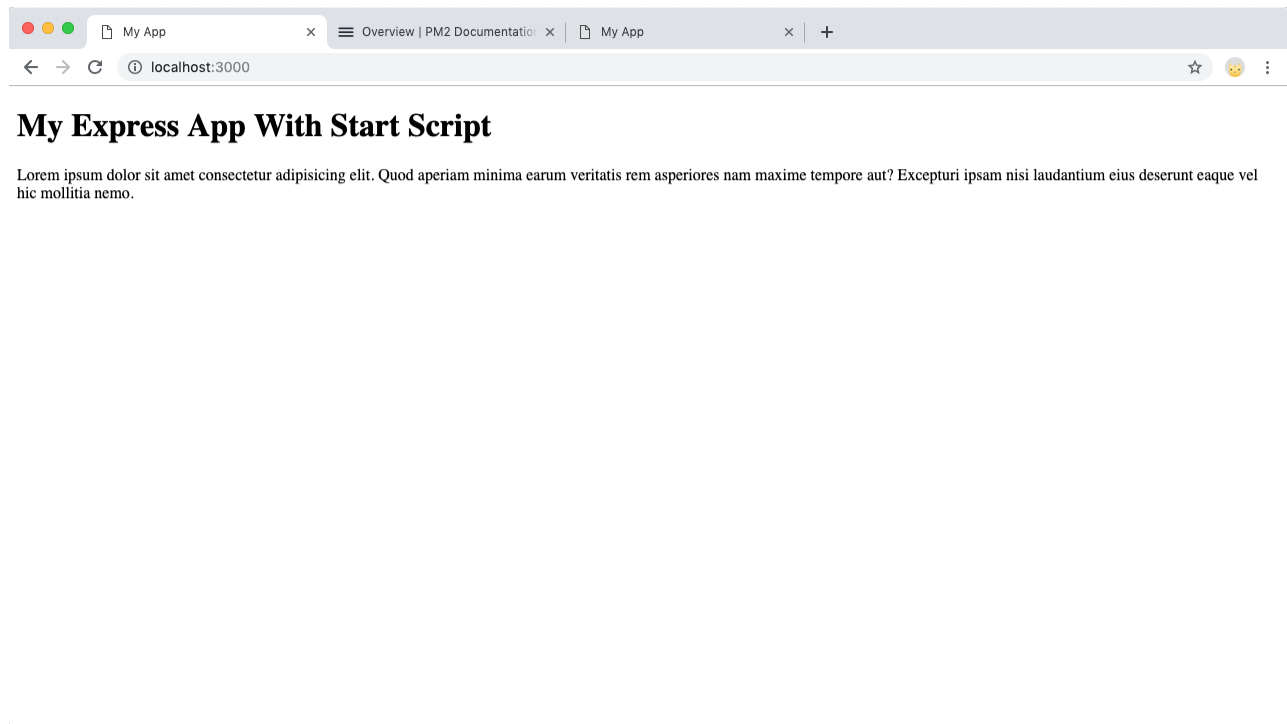 My App
Overview | PM2 Documentation
My App
localhost:3000
My Express App With Start Script
Lorem ipsum dolor sit amet consectetur adipisicing elit. Quod aperiam minima earum veritatis rem asperiores nam maxime tempore aut? Excepturi ipsam nisi laudantium eius deserunt eaque vel
hic mollitia nemo.